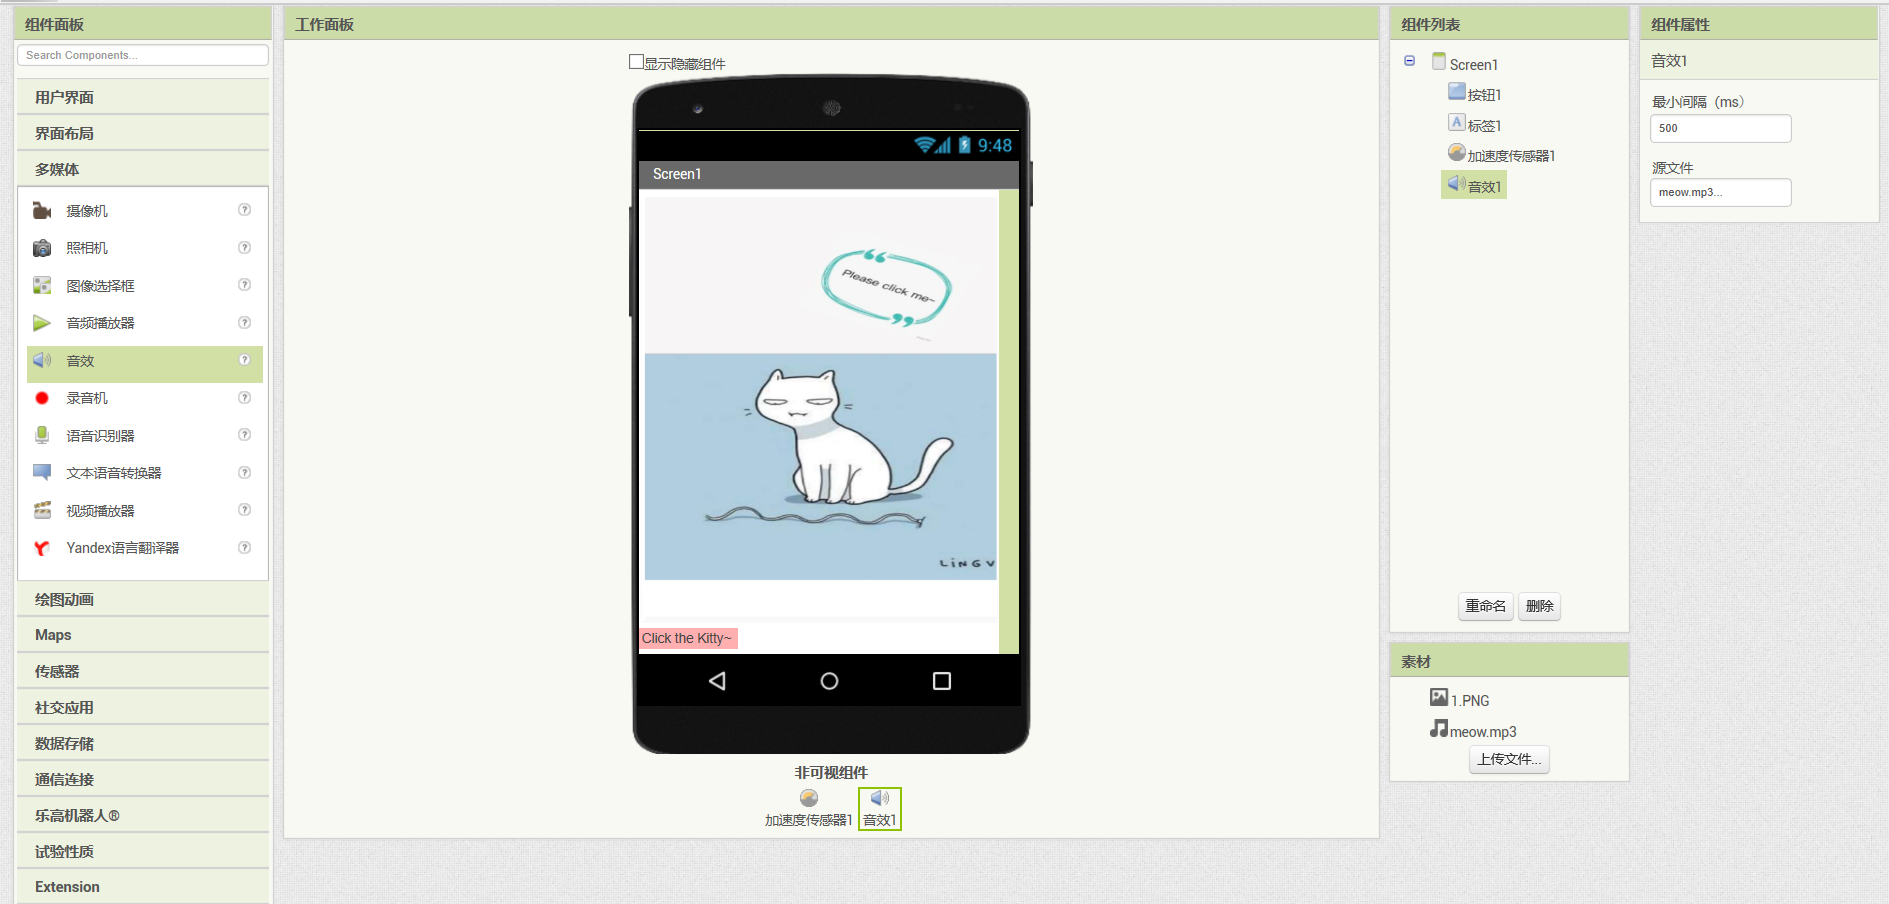 组件面板
Search Components...
用户界面
界面布局
多媒体
摄像机
照相机
图像选择框
音频播放器
音效
录音机
语音识别器
文本语音转换器
视频播放器
Yandex语言翻译器
绘图动画
Maps
传感器
社交应用
数据存储
通信连接
乐高机器人®
试验性质
Extension
工作面板
显示隐藏组件
9:48
Screen1
Please click me~
LiNGV
Click the Kitty~
非可视组件
加速度传感器1
音效1
组件列表
Screen1
按钮1
A 标签1
加速度传感器1
音效1
重命名 删除
素材
1.PNG
meow.mp3
上传文件...
组件属性
音效1
最小间隔（ms）
500
源文件
meow.mp3...